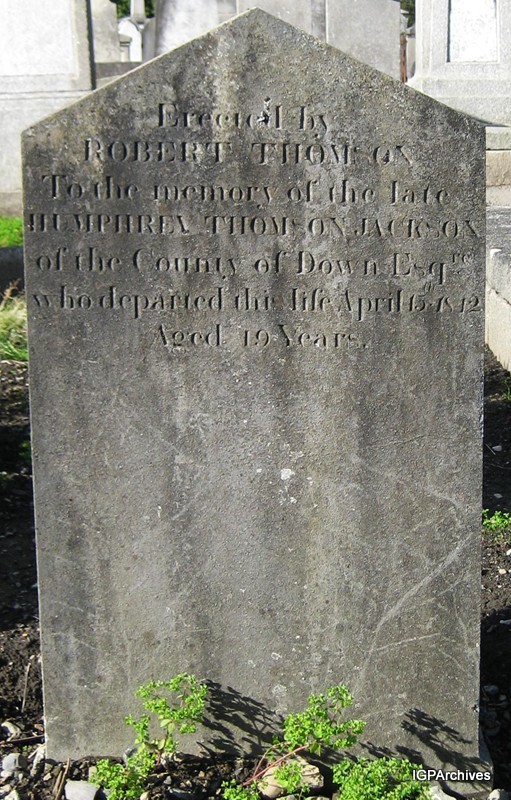 Erected by
ROBERT THOMSON
To the memory of the late
HUMPHREY THOMSON JACKSON
of the County of Down Esqre
who departed this life April 15th 1842
Aged 19 Years.
IGPArchives